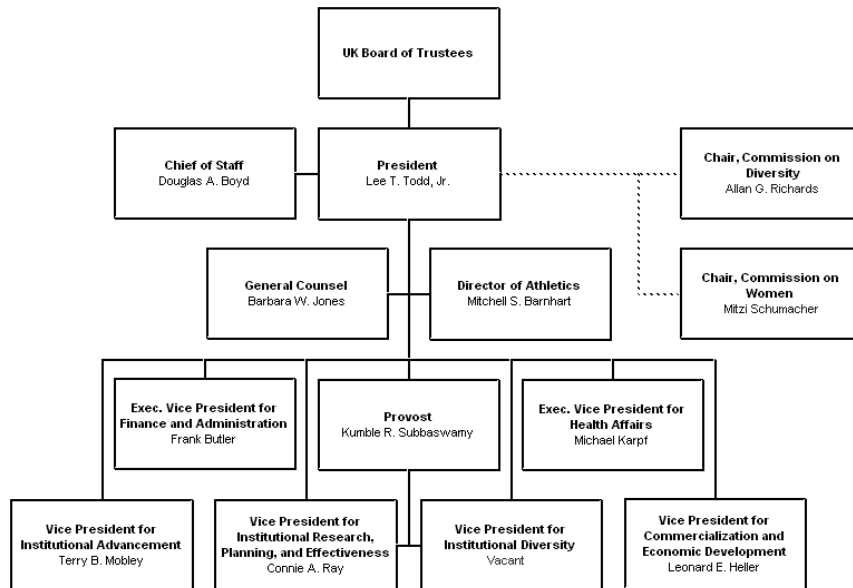 UK Board of Trustees
Chief of Staff
Douglas A. Boyd
President
Lee T. Todd, Jr.
Chair, Commission on
Diversity
Allan G. Richards
General Counsel
Barbara W. Jones
Director of Athletics
Mitchell S. Barnhart
Chair, Commission on
Women
Mitzi Schumacher
Exec. Vice President for
Finance and Administration
Frank Butler
Provost
Kumble R. Subbaswamy
Exec. Vice President for
Health Affairs
Michael Karpf
Vice President for
Institutional Advancement
Terry B. Mobley
Vice President for
Institutional Research,
Planning, and Effectiveness
Connie A. Ray
Vice President for
Institutional Diversity
Vacant
Vice President for
Commercialization and
Economic Development
Leonard E. Heller